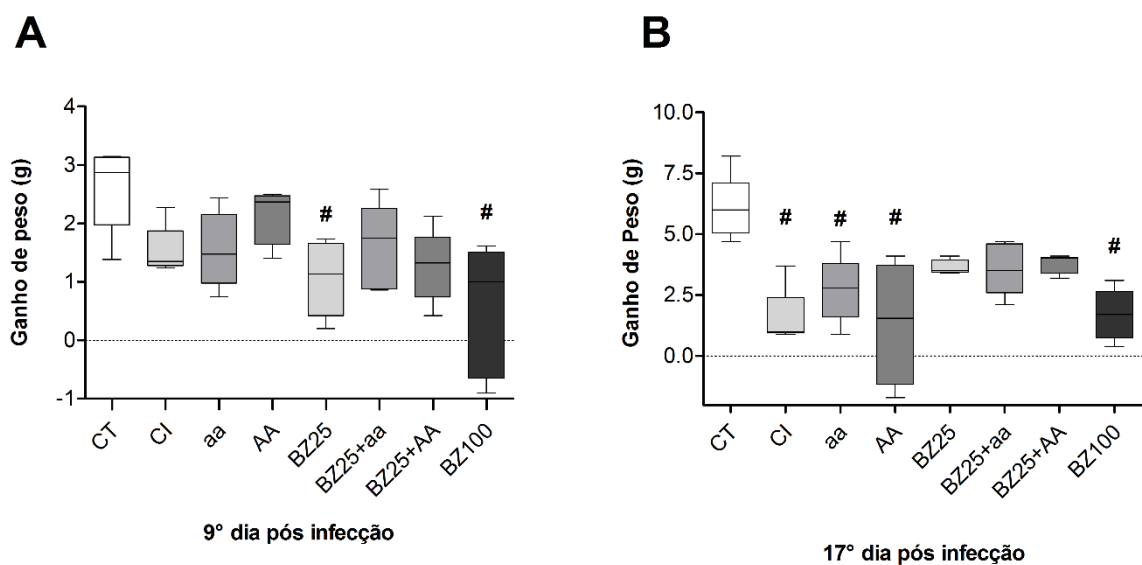 A
Ganho de peso (g)
4
3
2
1
0
-1
#
#
CT
CI
aa
AA
BZ25
BZ25+aa
BZ25+AA
BZ100
9° dia pós infecção
B
Ganho de Peso (g)
10.0
7.5
5.0
2.5
0.0
#
#
#
#
CT
CI
aa
AA
BZ25
BZ25+aa
BZ25+AA
BZ100
17° dia pós infecção